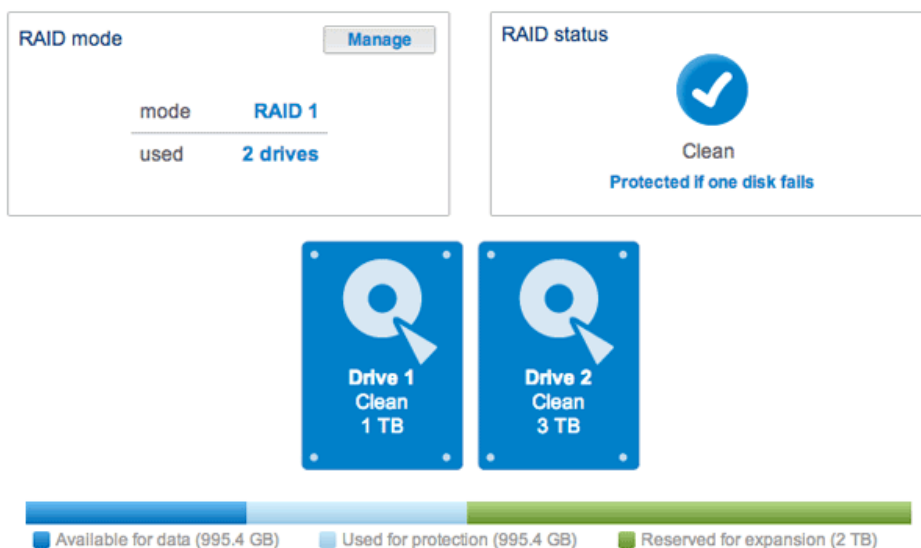 RAID mode
Manage
mode RAID 1
used 2 drives
RAID status
Clean
Protected if one disk fails
Drive 1
Clean
1 TB
Drive 2
Clean
3 TB
Available for data (995.4 GB) Used for protection (995.4 GB) Reserved for expansion (2 TB)